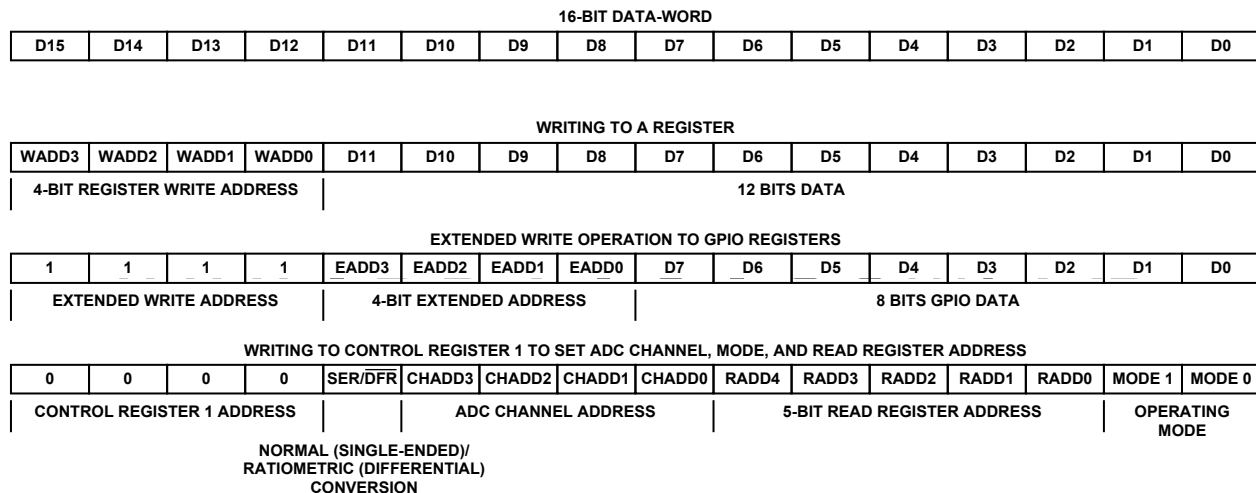 16-BIT DATA-WORD
D15 D14 D13 D12 D11 D10 D9 D8 D7 D6 D5 D4 D3 D2 D1 D0
WRITING TO A REGISTER
WADD3 WADD2 WADD1 WADD0 D11 D10 D9 D8 D7 D6 D5 D4 D3 D2 D1 D0
4-BIT REGISTER WRITE ADDRESS 12 BITS DATA
EXTENDED WRITE OPERATION TO GPIO REGISTERS
1 1 1 1 EADD3 EADD2 EADD1 EADD0 D7 D6 D5 D4 D3 D2 D1 D0
EXTENDED WRITE ADDRESS 4-BIT EXTENDED ADDRESS 8 BITS GPIO DATA
WRITING TO CONTROL REGISTER 1 TO SET ADC CHANNEL, MODE, AND READ REGISTER ADDRESS
0 0 0 0 SER/D̅F̅R̅ CHADD3 CHADD2 CHADD1 CHADD0 RADD4 RADD3 RADD2 RADD1 RADD0 MODE 1 MODE 0
CONTROL REGISTER 1 ADDRESS ADC CHANNEL ADDRESS 5-BIT READ REGISTER ADDRESS OPERATING
MODE
NORMAL (SINGLE-ENDED)/
RATIOMETRIC (DIFFERENTIAL)
CONVERSION